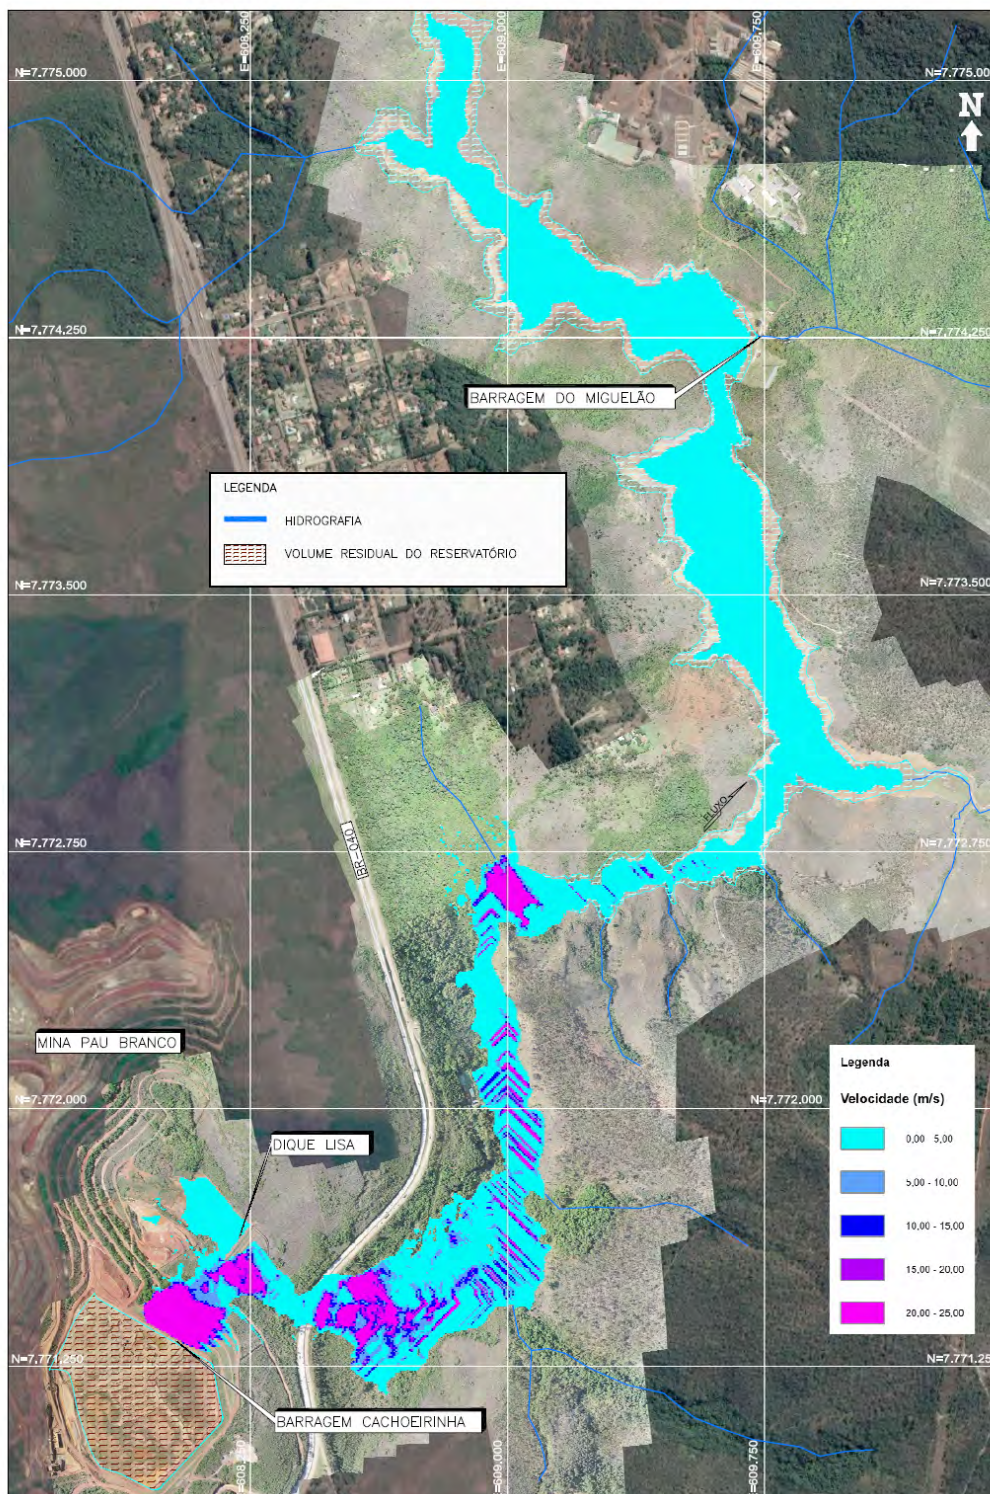 E=608.250
E=609.000
E=609.750
N=7.775.000
N=7.775.00
N
N=7.774.250
N=7.774.250
BARRAGEM DO MIGUELÃO
LEGENDA
HIDROGRAFIA
VOLUME RESIDUAL DO RESERVATÓRIO
N=7.773.500
N=7.773.500
FLUXO
N=7.772.750
N=7.772.750
BR-040
MINA PAU BRANCO
Legenda
Velocidade (m/s)
0,00 - 5,00
5,00 - 10,00
10,00 - 15,00
15,00 - 20,00
20,00 - 25,00
N=7.772.000
N=7.772.000
DIQUE LISA
N=7.771.250
N=7.771.25
BARRAGEM CACHOEIRINHA
=608.250
=609.000
=609.750